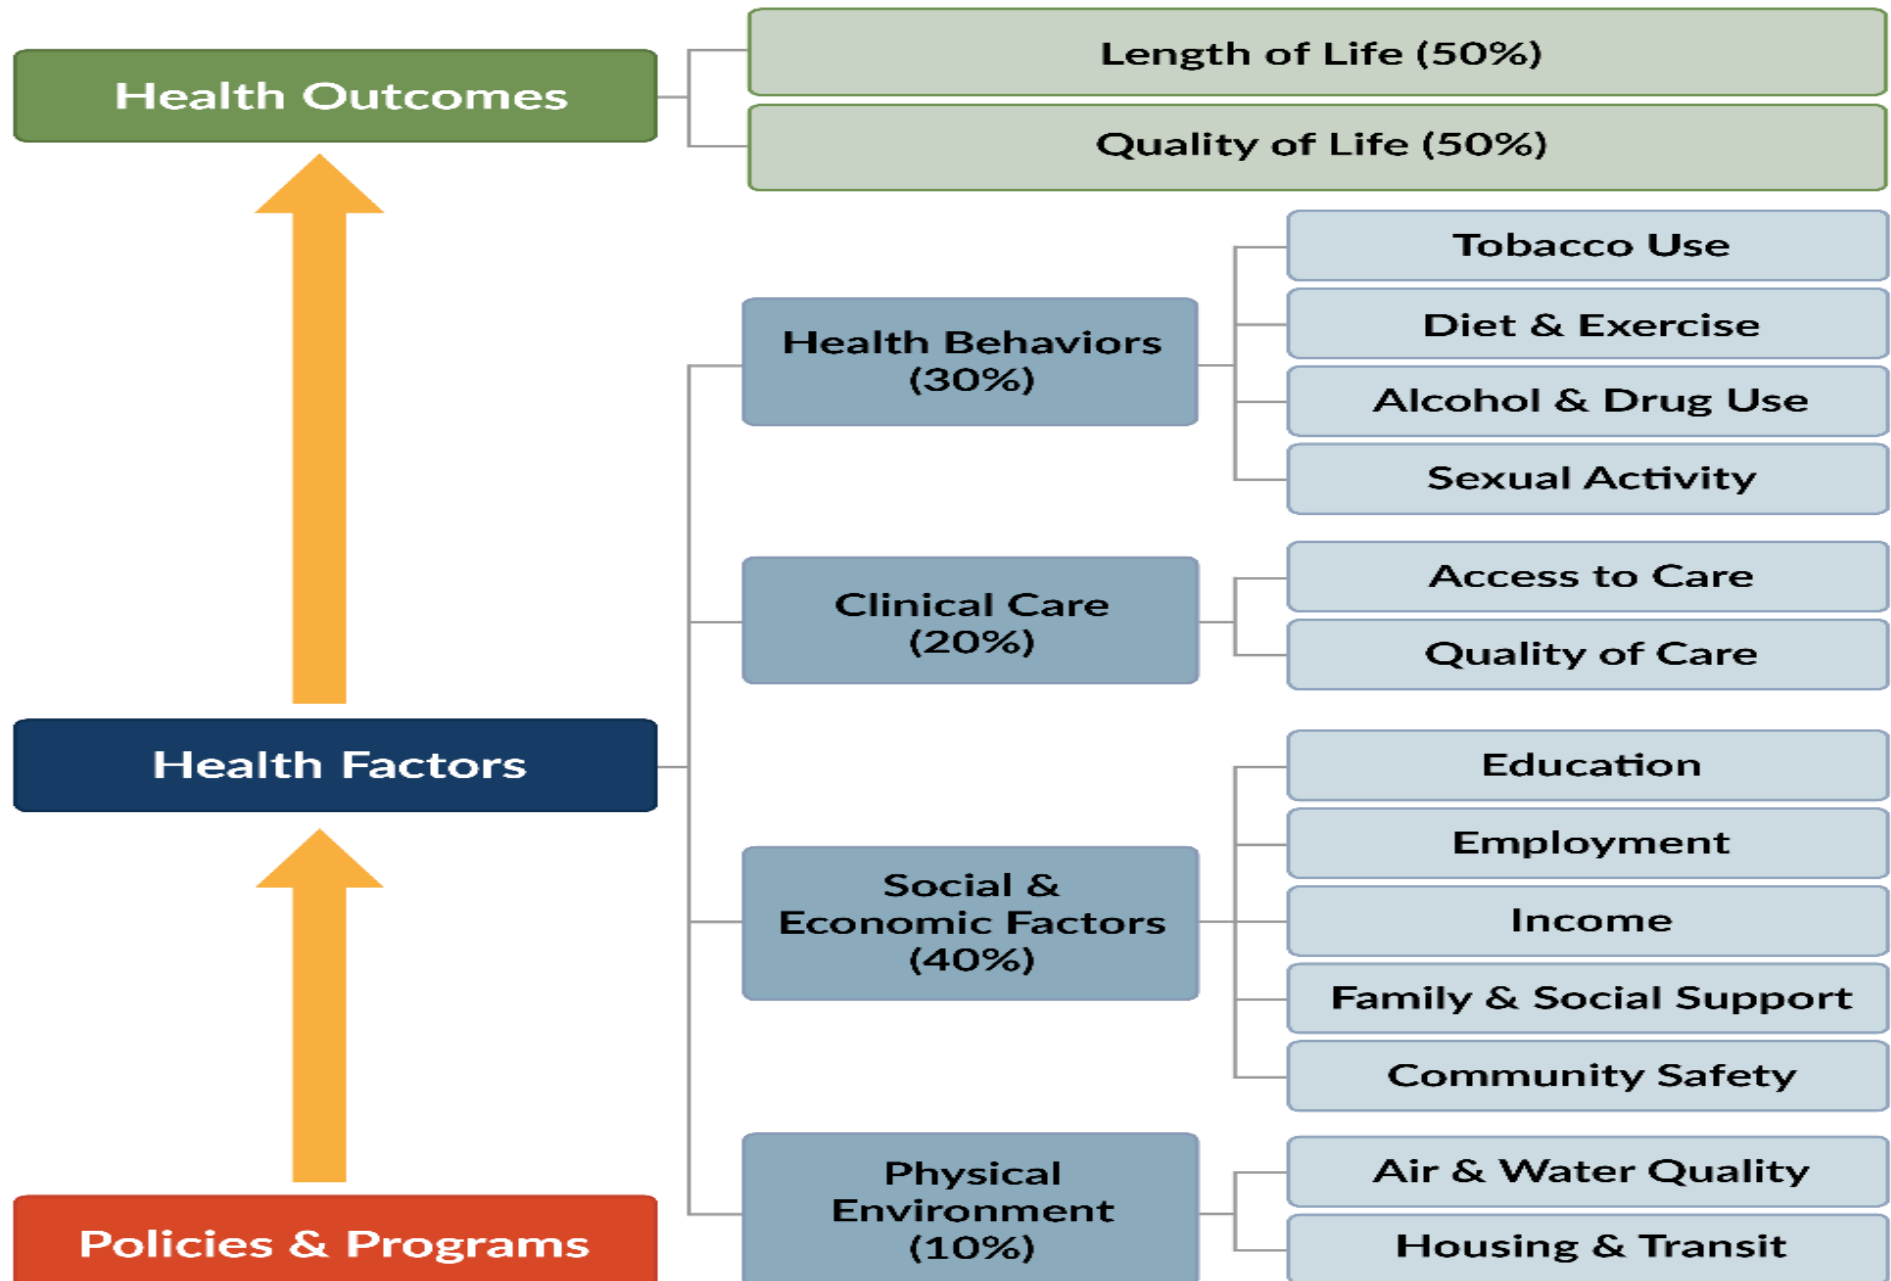 Health Outcomes
Length of Life (50%)
Quality of Life (50%)
Health Factors
Health Behaviors
(30%)
Tobacco Use
Diet & Exercise
Alcohol & Drug Use
Sexual Activity
Clinical Care
(20%)
Access to Care
Quality of Care
Social &
Economic Factors
(40%)
Education
Employment
Income
Family & Social Support
Community Safety
Physical
Environment
(10%)
Air & Water Quality
Housing & Transit
Policies & Programs